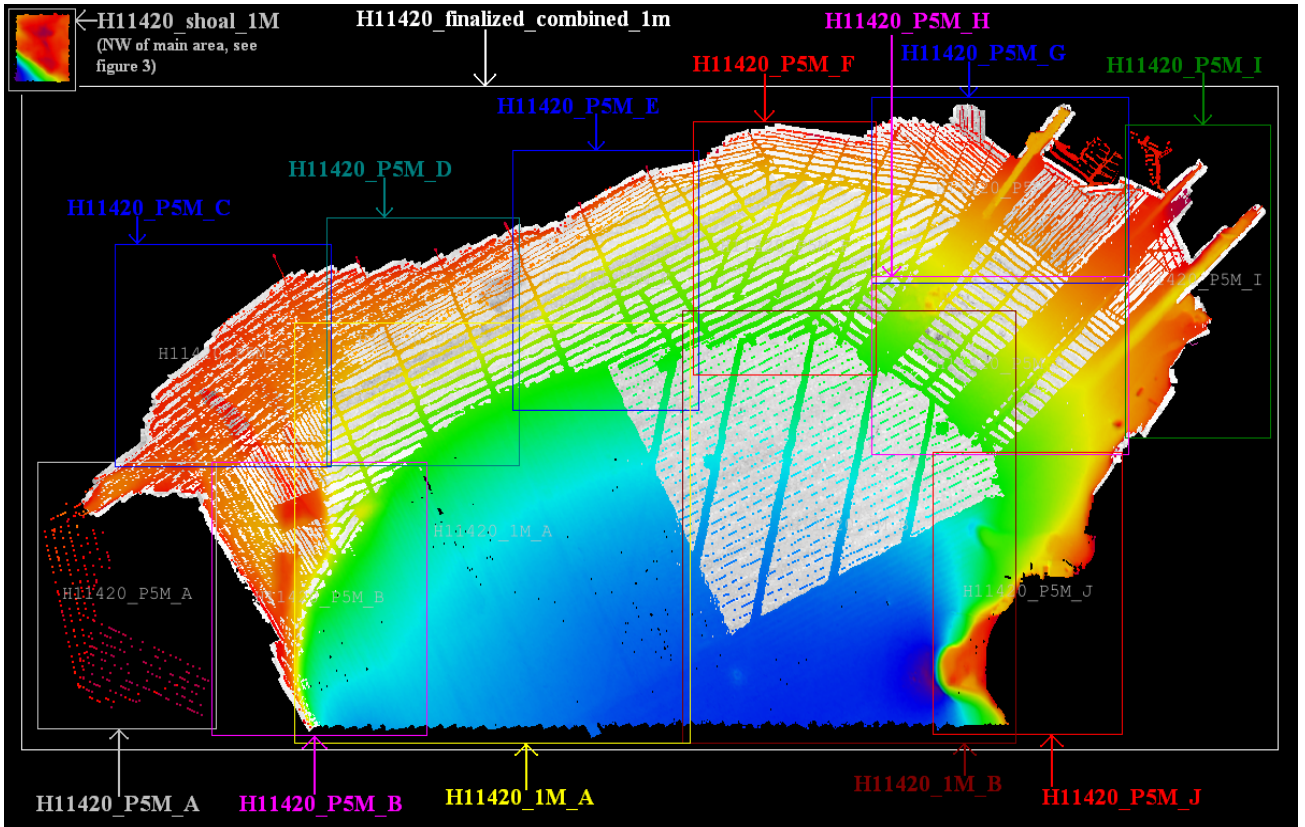 H11420_shoal_1M
(NW of main area, see
figure 3)
H11420_finalized_combined_1m
H11420_P5M_H
H11420_P5M_G
H11420_P5M_F
H11420_P5M_I
H11420_P5M_E
H11420_P5M_D
H11420_P5M_C
H11420_1M_A
H11420_P5M_A
H11420_P5M_B
H11420_P5M_J
H11420_P5M_A
H11420_P5M_B
H11420_1M_A
H11420_1M_B
H11420_P5M_J